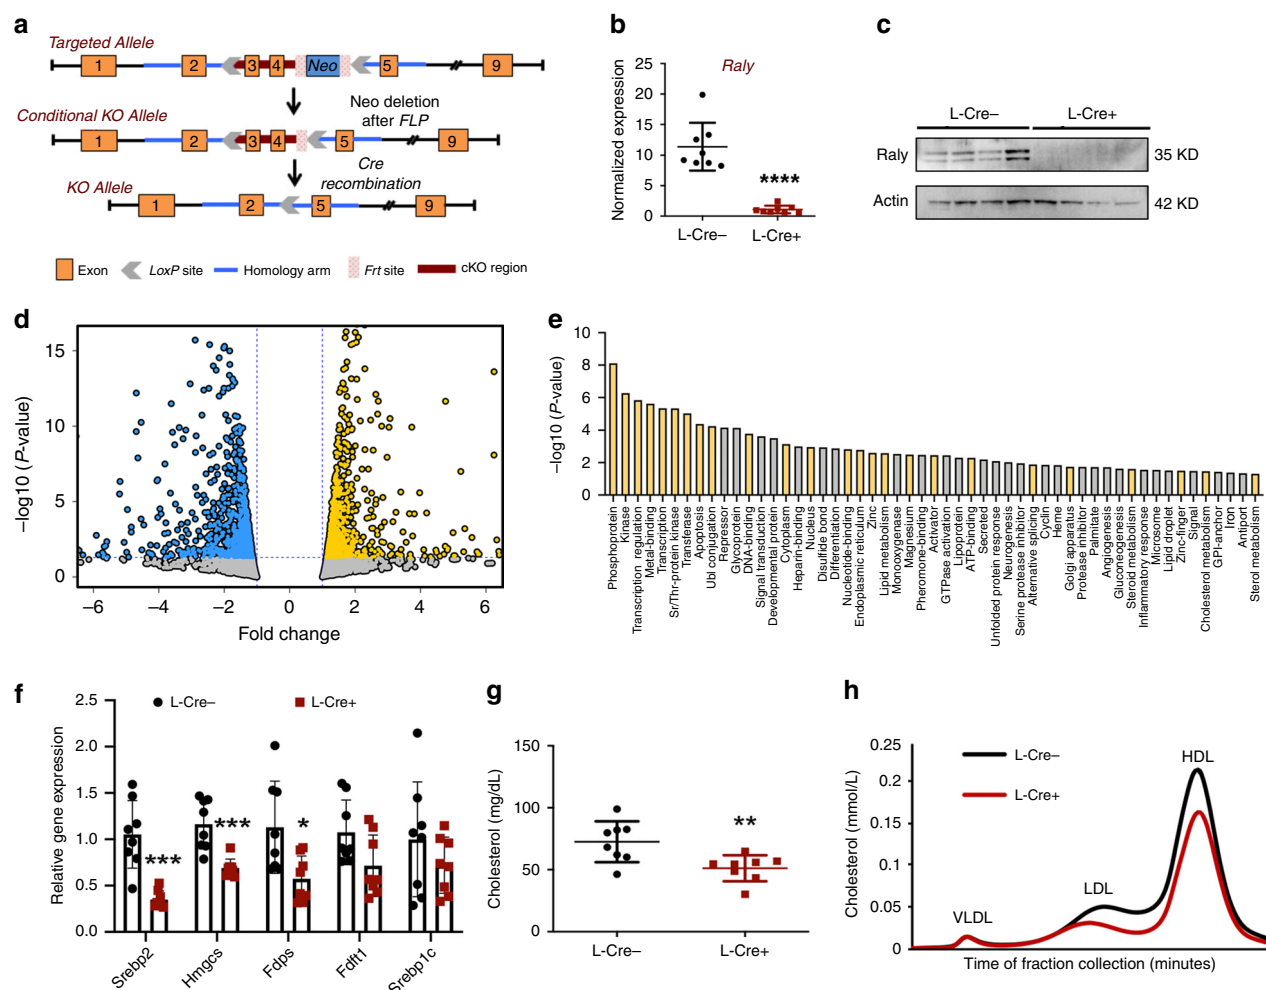 a
Targeted Allele
1 2 3 4 Neo 5 9
Conditional KO Allele
Neo deletion
after FLP
1 2 3 4 5 9
Cre
recombination
KO Allele
1 2 5 9
Exon LoxP site Homology arm Frt site cKO region
b
Raly
Normalized expression
25
20
15
10
5
0
****
L-Cre– L-Cre+
c
L-Cre– L-Cre+
Raly 35 KD
Actin 42 KD
d
–log10 (P-value)
15
10
5
0
–6 –4 –2 0 2 4 6
Fold change
e
–log10 (P-value)
10
8
6
4
2
0
Phosphoprotein
Kinase
Transcription regulation
Metal-binding
Transcription
Sr/Thr-protein kinase
Transferase
Apoptosis
Ubl conjugation
Repressor
Glycoprotein
DNA-binding
Signal transduction
Developmental protein
Cytoplasm
Heparin-binding
Nucleus
Disulfide bond
Differentiation
Nucleotide-binding
Endoplasmic reticulum
Zinc
Lipid metabolism
Monooxygenase
Magnesium
Pheromone-binding
Activator
GTPase activation
Lipoprotein
ATP-binding
Secreted
Unfolded protein response
Neurogenesis
Serine protease inhibitor
Alternative splicing
Cyclin
Heme
Golgi apparatus
Protease inhibitor
Palmitate
Angiogenesis
Gluconeogenesis
Steroid metabolism
Inflammatory response
Microsome
Lipid droplet
Zinc-finger
Signal
Cholesterol metabolism
GPI-anchor
Iron
Antiport
Sterol metabolism
f
L-Cre– L-Cre+
Relative gene expression
2.5
2.0
1.5
1.0
0.5
0.0
*** *** *
Srebp2 Hmgcs Fdps Fdft1 Srebp1c
g
Cholesterol (mg/dL)
150
100
50
0
**
L-Cre– L-Cre+
h
Cholesterol (mmol/L)
0.25
0.2
0.15
0.1
0.05
0
L-Cre–
L-Cre+
HDL
LDL
VLDL
Time of fraction collection (minutes)